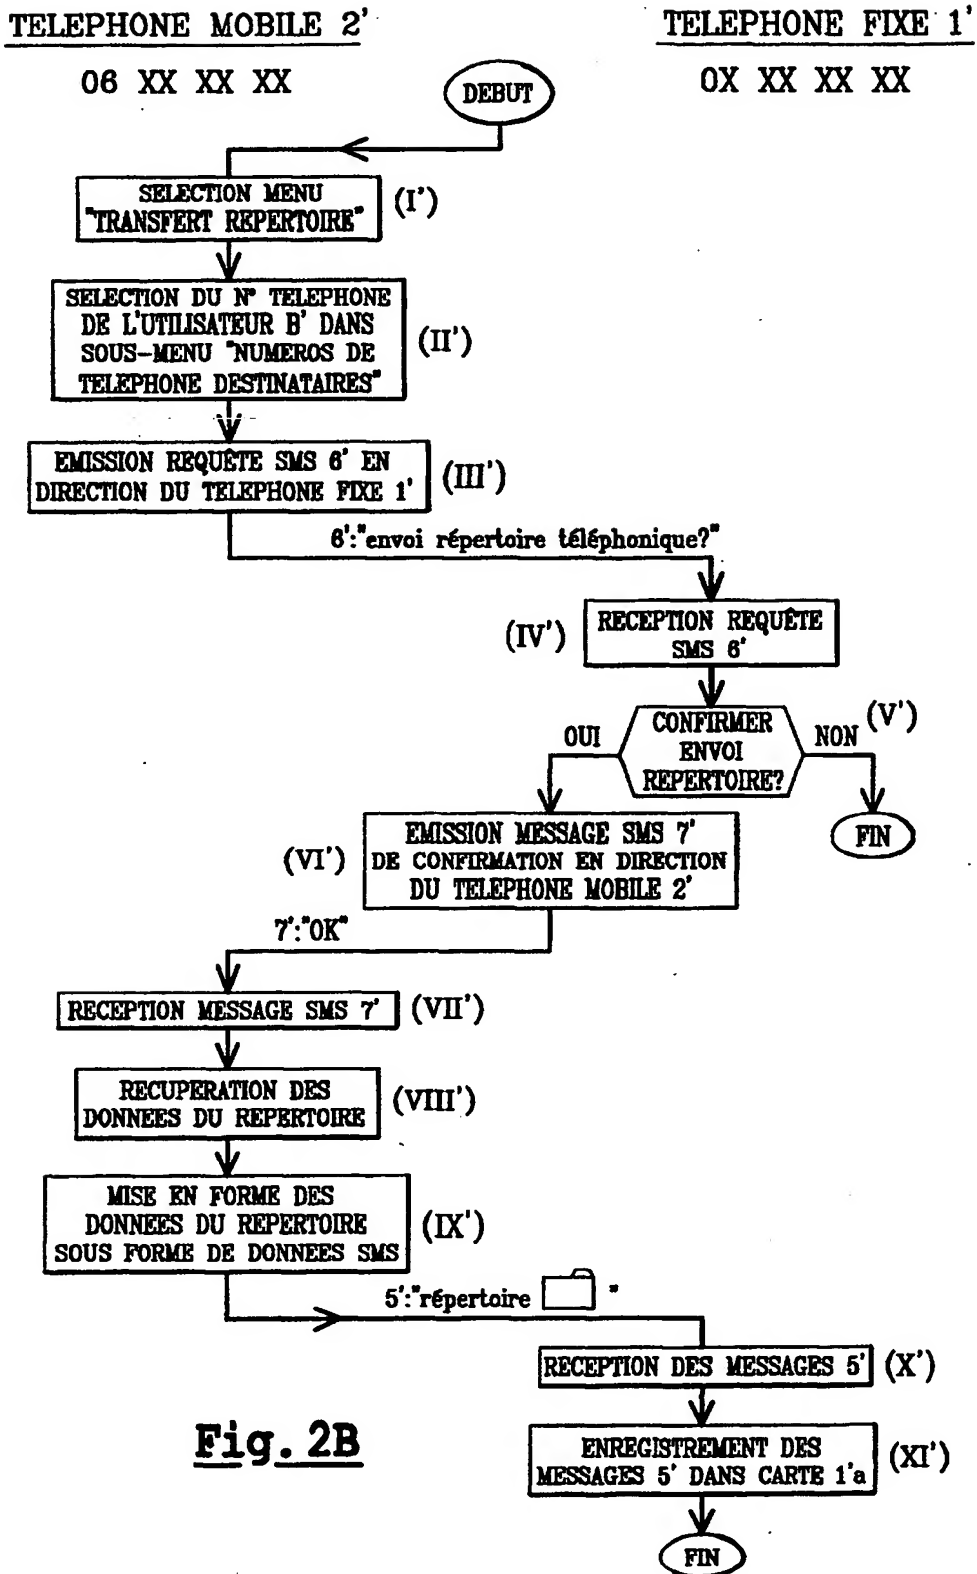 TELEPHONE MOBILE 2'
TELEPHONE FIXE 1'
06 XX XX XX
0X XX XX XX
DEBUT
SELECTION MENU
"TRANSFERT REPERTOIRE"
(I')
SELECTION DU N° TELEPHONE
DE L'UTILISATEUR B' DANS
SOUS-MENU "NUMEROS DE
TELEPHONE DESTINATAIRES"
(II')
EMISSION REQUÊTE SMS 6' EN
DIRECTION DU TELEPHONE FIXE 1'
(III')
6':"envoi répertoire téléphonique?"
(IV')
RECEPTION REQUÊTE
SMS 6'
CONFIRMER
ENVOI
REPERTOIRE?
(V')
OUI
NON
FIN
(VI')
EMISSION MESSAGE SMS 7'
DE CONFIRMATION EN DIRECTION
DU TELEPHONE MOBILE 2'
7':"OK"
RECEPTION MESSAGE SMS 7'
(VII')
RECUPERATION DES
DONNEES DU REPERTOIRE
(VIII')
MISE EN FORME DES
DONNEES DU REPERTOIRE
SOUS FORME DE DONNEES SMS
(IX')
5':"répertoire "
RECEPTION DES MESSAGES 5'
(X')
ENREGISTREMENT DES
MESSAGES 5' DANS CARTE 1'a
(XI')
FIN
Fig. 2B